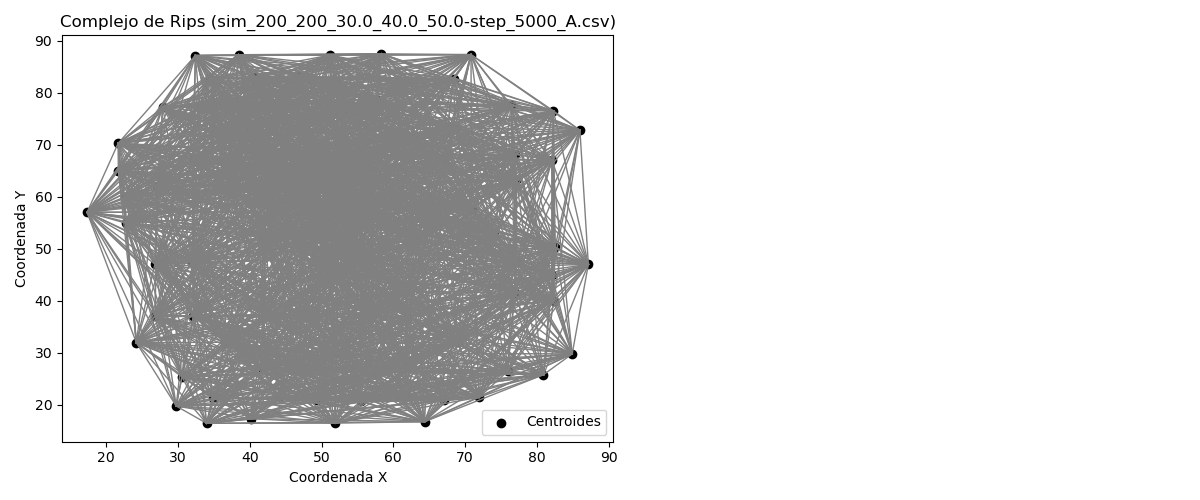 Complejo de Rips (sim_200_200_30.0_40.0_50.0-step_5000_A.csv)
90
80
70
60
50
40
30
20
Coordenada Y
Centroides
20 30 40 50 60 70 80 90
Coordenada X